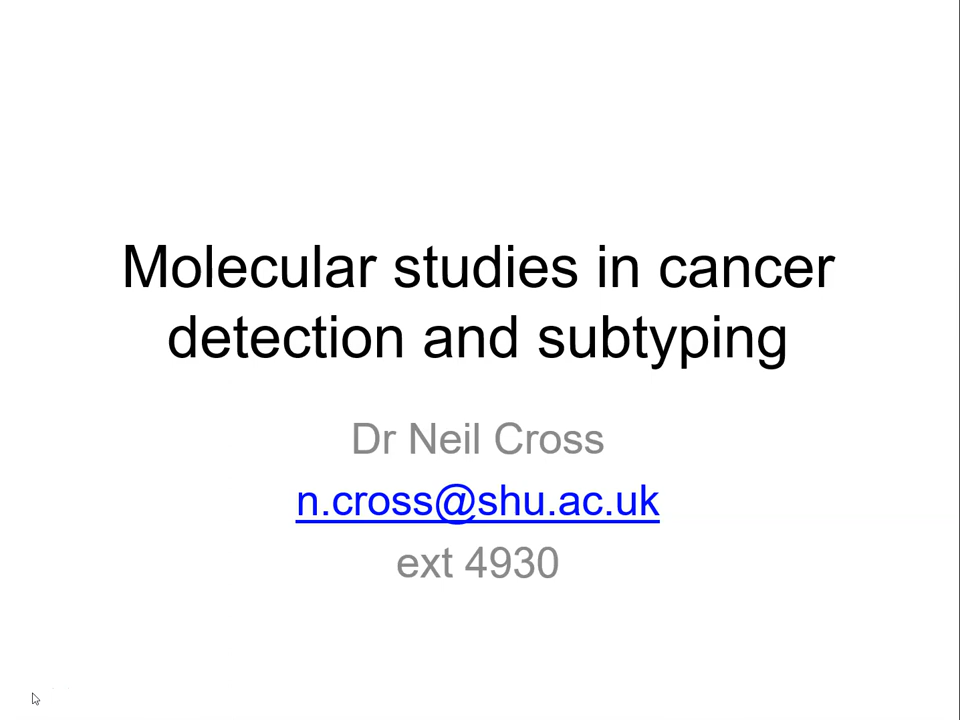 Molecular studies in cancer
detection and subtyping
Dr Neil Cross
n.cross@shu.ac.uk
ext 4930